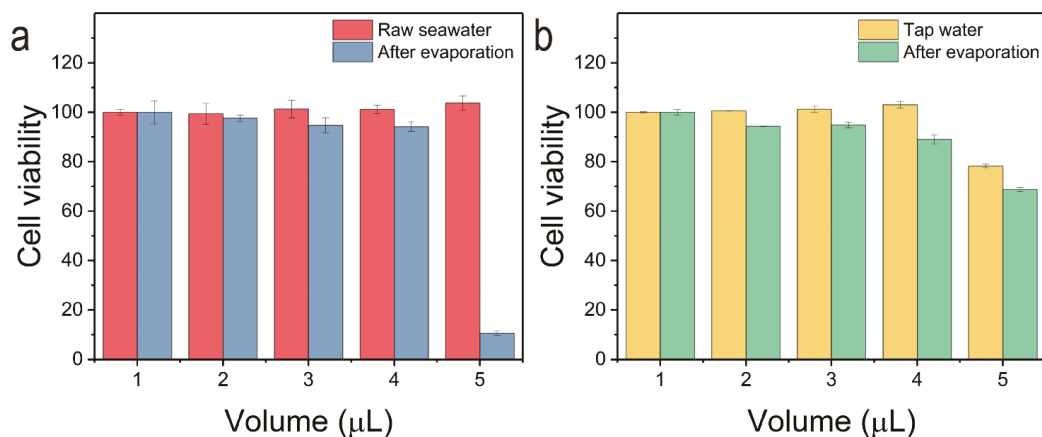 a
Raw seawater
After evaporation
120
100
80
60
40
20
0
Cell viability
1 2 3 4 5
Volume (μL)
b
Tap water
After evaporation
120
100
80
60
40
20
0
Cell viability
1 2 3 4 5
Volume (μL)